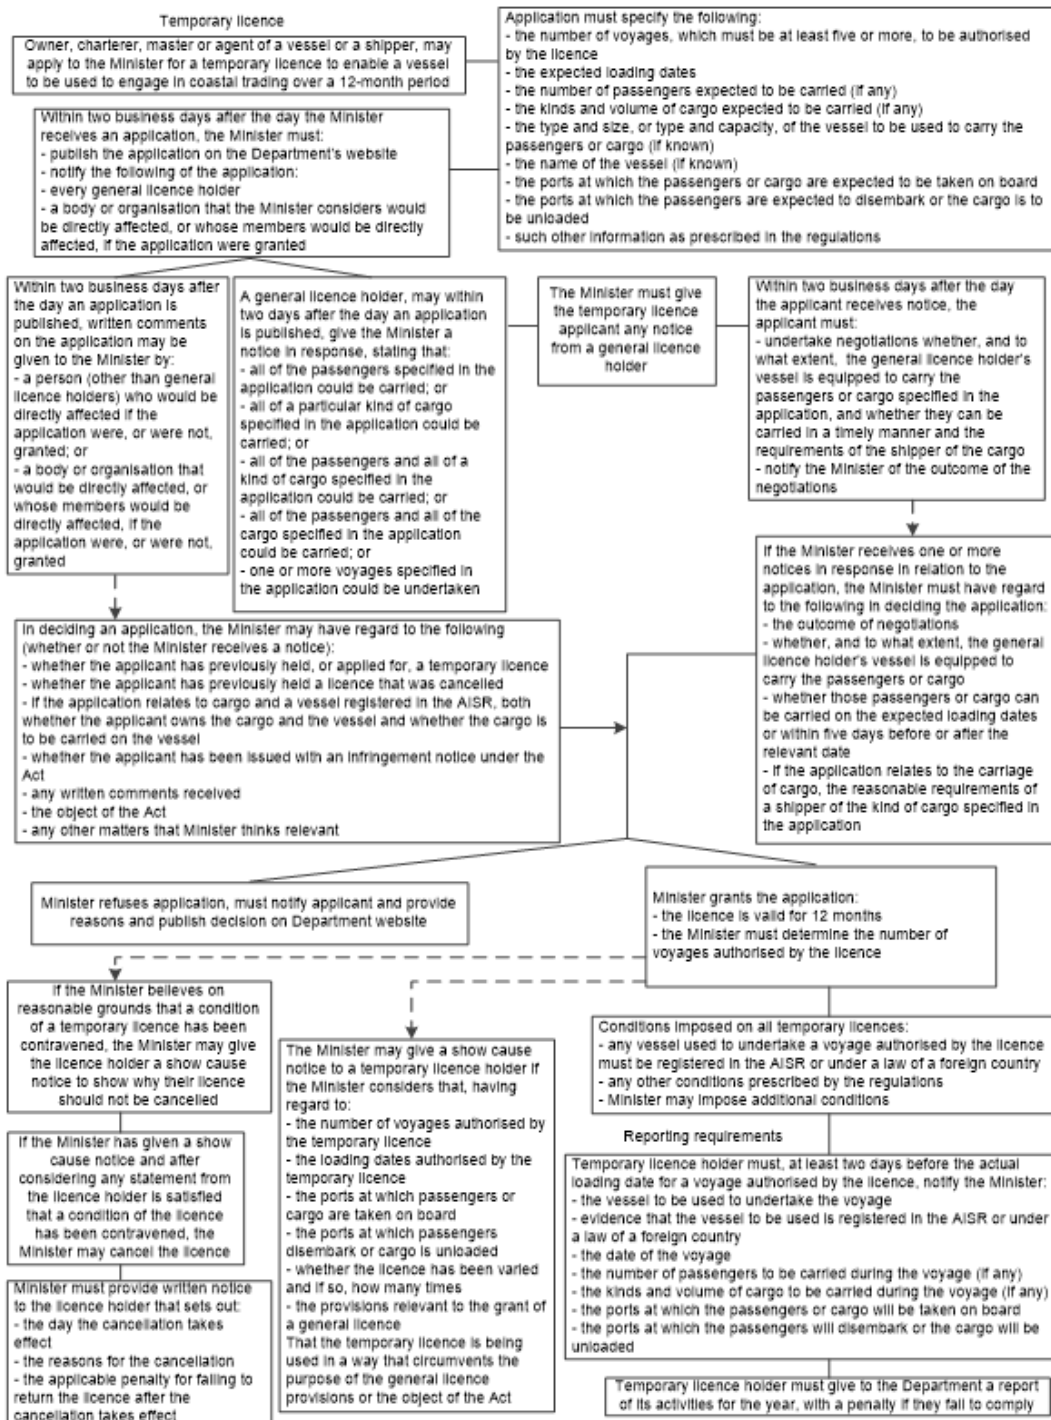 Temporary licence
Owner, charterer, master or agent of a vessel or a shipper, may
apply to the Minister for a temporary licence to enable a vessel
to be used to engage in coastal trading over a 12-month period
Application must specify the following:
- the number of voyages, which must be at least five or more, to be authorised
by the licence
- the expected loading dates
- the number of passengers expected to be carried (if any)
- the kinds and volume of cargo expected to be carried (if any)
- the type and size, or type and capacity, of the vessel to be used to carry the
passengers or cargo (if known)
- the name of the vessel (if known)
- the ports at which the passengers or cargo are expected to be taken on board
- the ports at which the passengers are expected to disembark or the cargo is to
be unloaded
- such other information as prescribed in the regulations
Within two business days after the day the Minister
receives an application, the Minister must:
- publish the application on the Department's website
- notify the following of the application:
- every general licence holder
- a body or organisation that the Minister considers would
be directly affected, or whose members would be directly
affected, if the application were granted
Within two business days after
the day an application is
published, written comments
on the application may be
given to the Minister by:
- a person (other than general
licence holders) who would be
directly affected if the
application were, or were not,
granted; or
- a body or organisation that
would be directly affected, or
whose members would be
directly affected, if the
application were, or were not,
granted
A general licence holder, may within
two days after the day an application
is published, give the Minister a
notice in response, stating that:
- all of the passengers specified in the
application could be carried; or
- all of a particular kind of cargo
specified in the application could be
carried; or
- all of the passengers and all of a
kind of cargo specified in the
application could be carried; or
- all of the passengers and all of the
cargo specified in the application
could be carried; or
- one or more voyages specified in
the application could be undertaken
The Minister must give
the temporary licence
applicant any notice
from a general licence
holder
Within two business days after the day
the applicant receives notice, the
applicant must:
- undertake negotiations whether, and to
what extent, the general licence holder's
vessel is equipped to carry the
passengers or cargo specified in the
application, and whether they can be
carried in a timely manner and the
requirements of the shipper of the cargo
- notify the Minister of the outcome of the
negotiations
If the Minister receives one or more
notices in response in relation to the
application, the Minister must have regard
to the following in deciding the application:
- the outcome of negotiations
- whether, and to what extent, the general
licence holder's vessel is equipped to
carry the passengers or cargo
- whether those passengers or cargo can
be carried on the expected loading dates
or within five days before or after the
relevant date
- if the application relates to the carriage
of cargo, the reasonable requirements of
a shipper of the kind of cargo specified in
the application
In deciding an application, the Minister may have regard to the following
(whether or not the Minister receives a notice):
- whether the applicant has previously held, or applied for, a temporary licence
- whether the applicant has previously held a licence that was cancelled
- if the application relates to cargo and a vessel registered in the AISR, both
whether the applicant owns the cargo and the vessel and whether the cargo is
to be carried on the vessel
- whether the applicant has been issued with an infringement notice under the
Act
- any written comments received
- the object of the Act
- any other matters that Minister thinks relevant
Minister refuses application, must notify applicant and provide
reasons and publish decision on Department website
Minister grants the application:
- the licence is valid for 12 months
- the Minister must determine the number of
voyages authorised by the licence
If the Minister believes on
reasonable grounds that a condition
of a temporary licence has been
contravened, the Minister may give
the licence holder a show cause
notice to show why their licence
should not be cancelled
If the Minister has given a show
cause notice and after
considering any statement from
the licence holder is satisfied
that a condition of the licence
has been contravened, the
Minister may cancel the licence
Minister must provide written notice
to the licence holder that sets out:
- the day the cancellation takes
effect
- the reasons for the cancellation
- the applicable penalty for failing to
return the licence after the
cancellation takes effect
The Minister may give a show cause
notice to a temporary licence holder if
the Minister considers that, having
regard to:
- the number of voyages authorised by
the temporary licence
- the loading dates authorised by the
temporary licence
- the ports at which passengers or
cargo are taken on board
- the ports at which passengers
disembark or cargo is unloaded
- whether the licence has been varied
and if so, how many times
- the provisions relevant to the grant of
a general licence
That the temporary licence is being
used in a way that circumvents the
purpose of the general licence
provisions or the object of the Act
Conditions imposed on all temporary licences:
- any vessel used to undertake a voyage authorised by the licence
must be registered in the AISR or under a law of a foreign country
- any other conditions prescribed by the regulations
- Minister may impose additional conditions
Reporting requirements
Temporary licence holder must, at least two days before the actual
loading date for a voyage authorised by the licence, notify the Minister:
- the vessel to be used to undertake the voyage
- evidence that the vessel to be used is registered in the AISR or under
a law of a foreign country
- the date of the voyage
- the number of passengers to be carried during the voyage (if any)
- the kinds and volume of cargo to be carried during the voyage (if any)
- the ports at which the passengers or cargo will be taken on board
- the ports at which the passengers will disembark or the cargo will be
unloaded
Temporary licence holder must give to the Department a report
of its activities for the year, with a penalty if they fail to comply